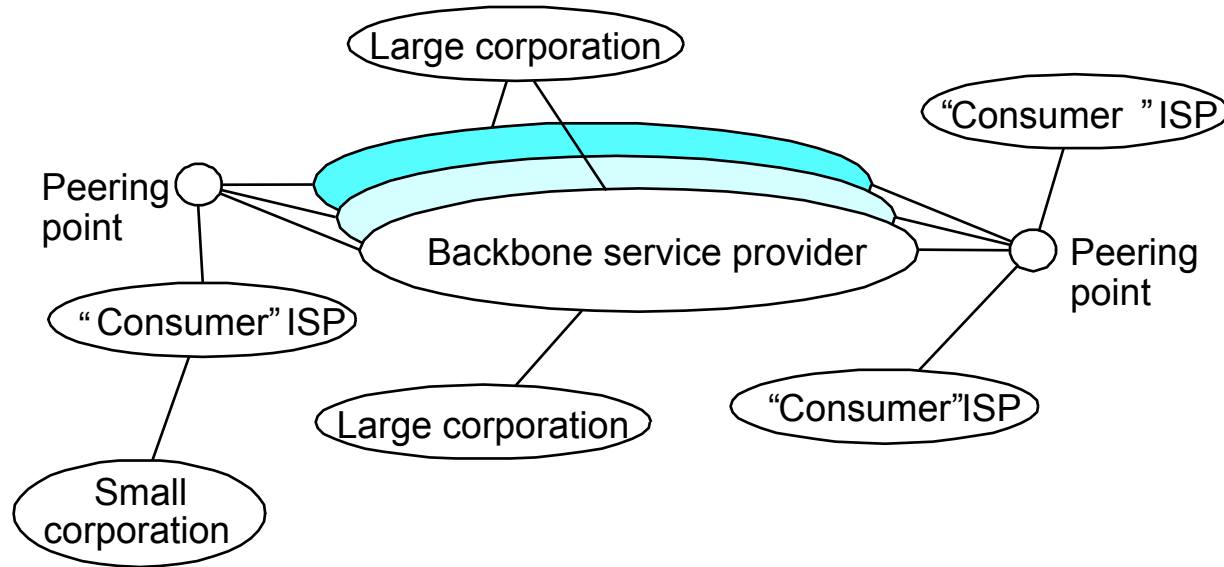 Large corporation
“Consumer ” ISP
Peering
point
Backbone service provider
Peering
point
“Consumer” ISP
“Consumer”ISP
Large corporation
Small
corporation